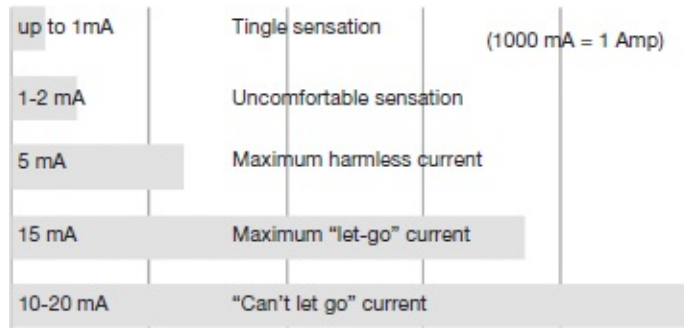 up to 1mA Tingle sensation
(1000 mA = 1 Amp)
1-2 mA Uncomfortable sensation
5 mA Maximum harmless current
15 mA Maximum “let-go” current
10-20 mA “Can’t let go” current